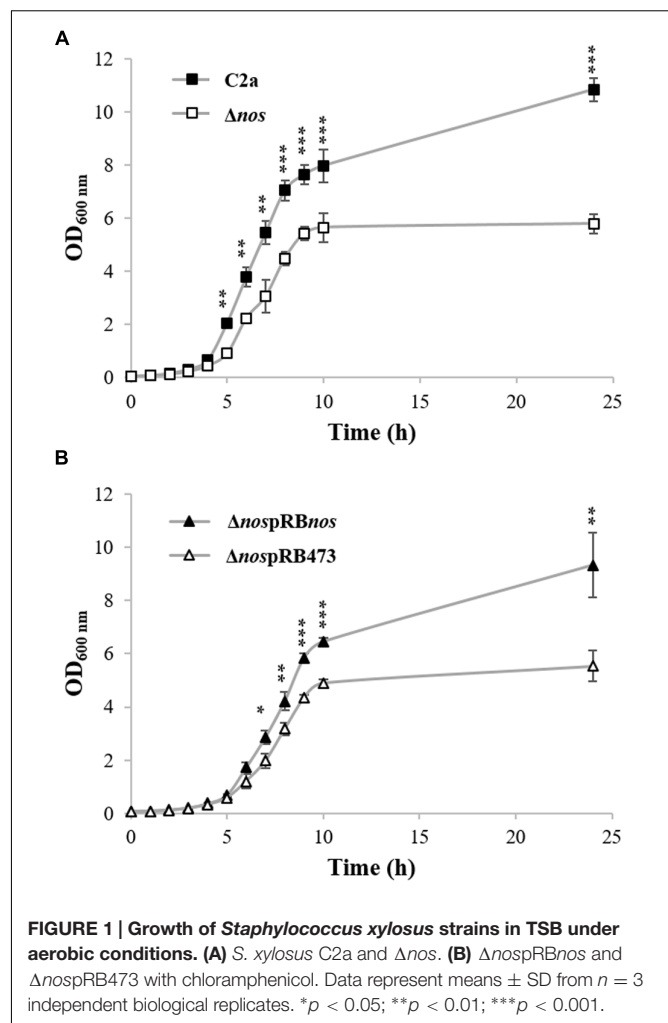 A
12
10
8
6
4
2
0
OD600 nm
C2a
Δnos
**
**
**
***
***
***
***
0
5
10
15
20
25
Time (h)
B
12
10
8
6
4
2
0
OD600 nm
ΔnospRBnos
ΔnospRB473
*
**
***
***
**
0
5
10
15
20
25
Time (h)
FIGURE 1 | Growth of Staphylococcus xylosus strains in TSB under
aerobic conditions. (A) S. xylosus C2a and Δnos. (B) ΔnospRBnos and
ΔnospRB473 with chloramphenicol. Data represent means ± SD from n = 3
independent biological replicates. *p < 0.05; **p < 0.01; ***p < 0.001.